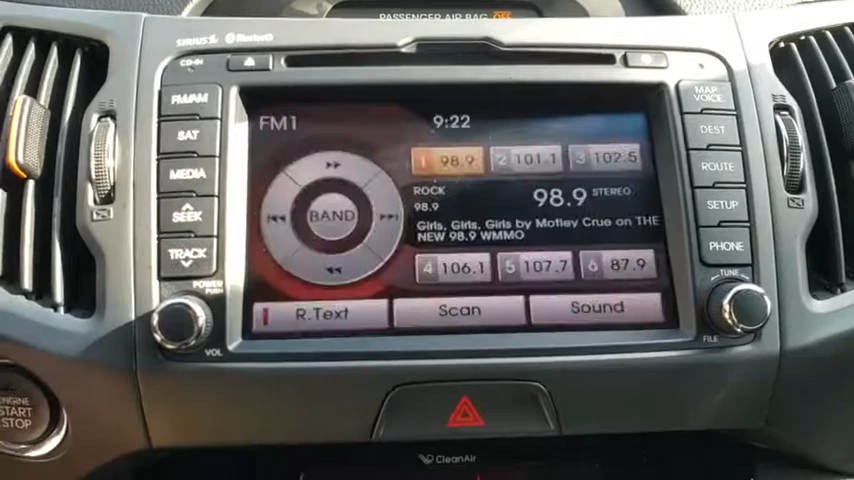 PASSENGER AIR BAG OFF
SIRIUS Bluetooth
CD-IN
MAP VOICE
FM/AM
SAT
MEDIA
SEEK
TRACK
POWER PUSH
VOL
FM1
9:22
1 98.9
2 101.1
3 102.5
ROCK
98.9
98.9 STEREO
Girls, Girls, Girls by Motley Crue on THE
NEW 98.9 WMMO
BAND
4 106.1
5 107.7
6 87.9
R.Text
Scan
Sound
DEST
ROUTE
SETUP
PHONE
TUNE
FILE
ENGINE
START
STOP
CleanAir